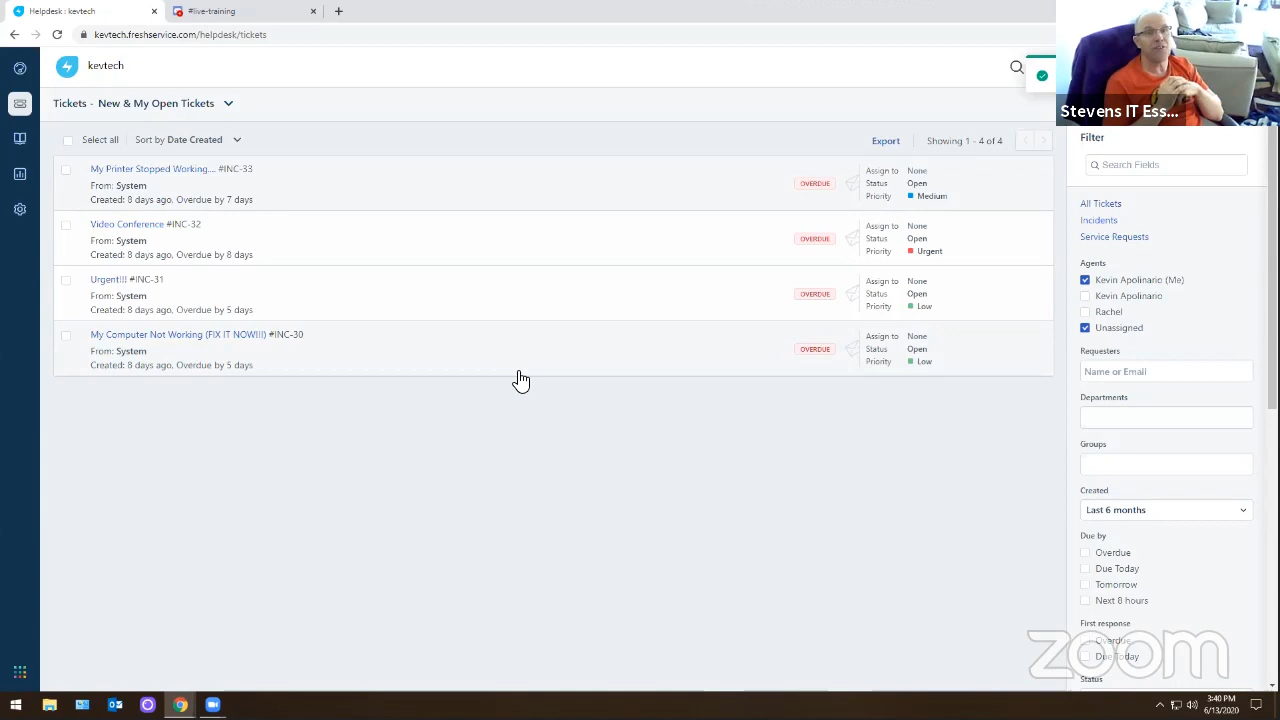 Helpdesk : kevtech
#live-training
kevtech.freshservice.com/helpdesk/tickets
kevtech
Stevens IT Ess...
Tickets - New & My Open Tickets
Select all
Sort by Date Created
Export
Showing 1 - 4 of 4
My Printer Stopped Working.... #INC-33
From: System
Created: 8 days ago, Overdue by 7 days
OVERDUE
Assign to None
Status Open
Priority Medium
Video Conference #INC-32
From: System
Created: 8 days ago, Overdue by 8 days
OVERDUE
Assign to None
Status Open
Priority Urgent
Urgent!!! #INC-31
From: System
Created: 8 days ago, Overdue by 5 days
OVERDUE
Assign to None
Status Open
Priority Low
My Computer Not Working (FIX IT NOW!!!) #INC-30
From: System
Created: 8 days ago, Overdue by 5 days
OVERDUE
Assign to None
Status Open
Priority Low
Filter
Search Fields
All Tickets
Incidents
Service Requests
Agents
Kevin Apolinario (Me)
Kevin Apolinario
Rachel
Unassigned
Requesters
Name or Email
Departments
Groups
Created
Last 6 months
Due by
Overdue
Due Today
Tomorrow
Next 8 hours
First response
Overdue
Due Today
Status
zoom
3:40 PM
6/13/2020